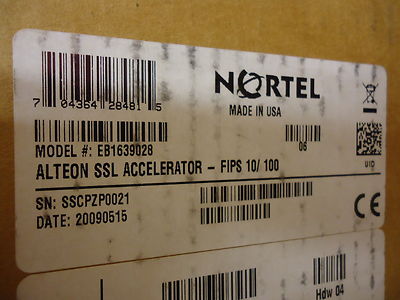 NORTEL
MADE IN USA
7 04364 28481 5
06
MODEL #: EB1639028
ALTEON SSL ACCELERATOR - FIPS 10/100
UID
SN: SSCPZP0021
DATE: 20090515
CE
Hdw 04